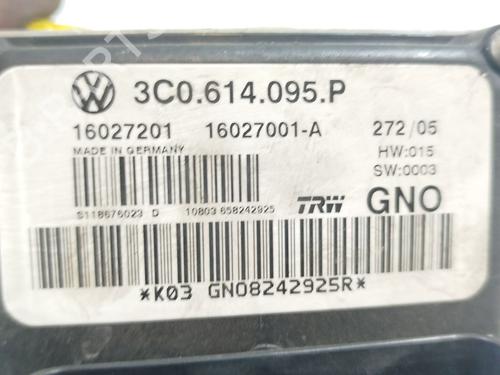 3C0.614.095.P
16027201 16027001-A 272/05
MADE IN GERMANY HW:015
SW:0003
S118676023 D 10803 658242925 TRW GNO
*K03 GNO8242925R*